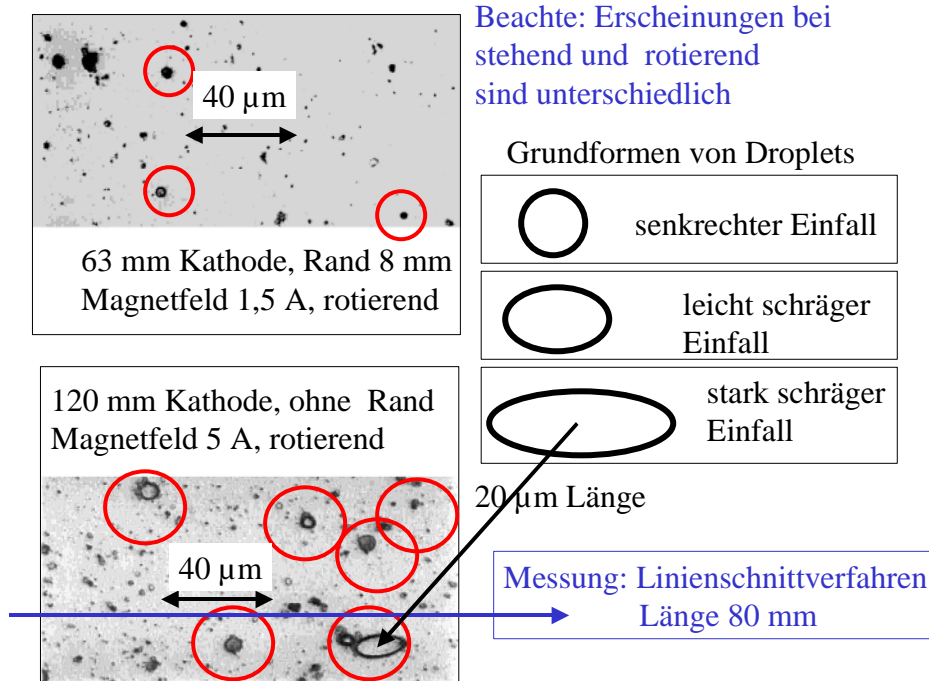 Beachte: Erscheinungen bei
stehend und rotierend
sind unterschiedlich
40 µm
63 mm Kathode, Rand 8 mm
Magnetfeld 1,5 A, rotierend
Grundformen von Droplets
senkrechter Einfall
leicht schräger
Einfall
stark schräger
Einfall
20 µm Länge
120 mm Kathode, ohne Rand
Magnetfeld 5 A, rotierend
40 µm
Messung: Linienschnittverfahren
Länge 80 mm